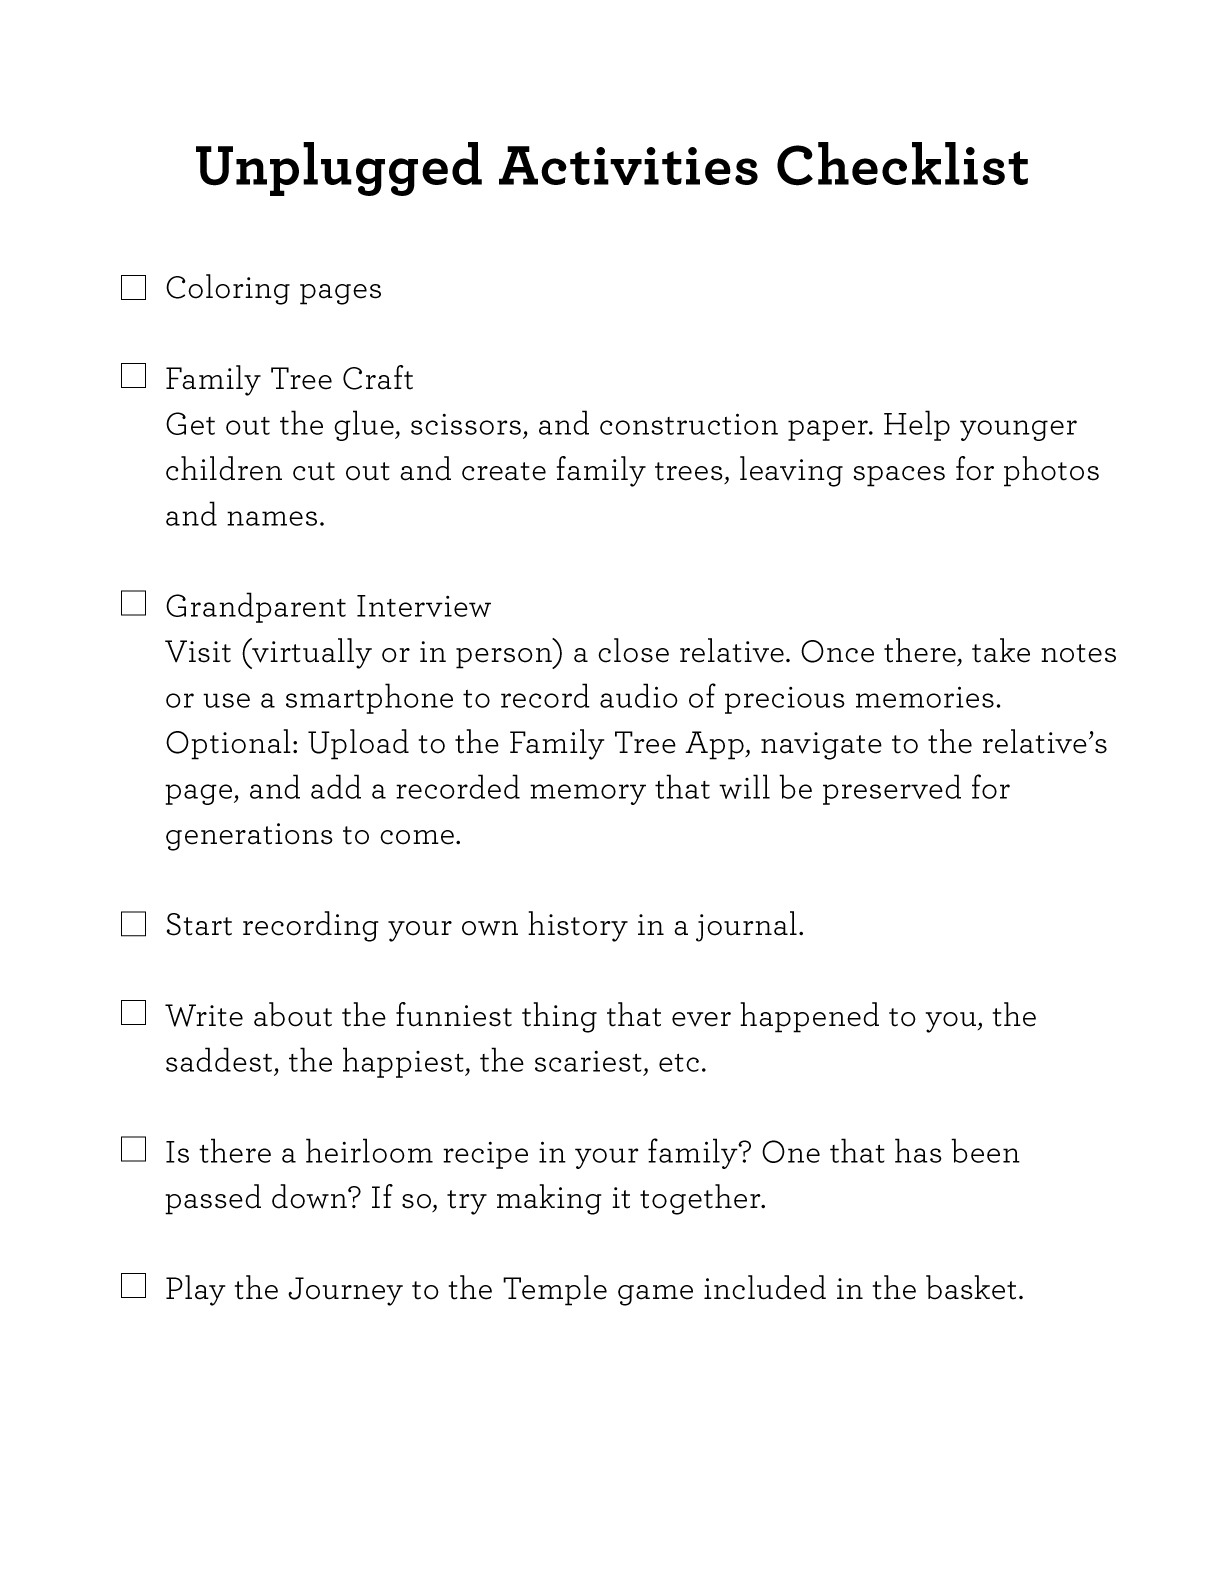 Unplugged Activities Checklist
Coloring pages
Family Tree Craft
Get out the glue, scissors, and construction paper. Help younger
children cut out and create family trees, leaving spaces for photos
and names.
Grandparent Interview
Visit (virtually or in person) a close relative. Once there, take notes
or use a smartphone to record audio of precious memories.
Optional: Upload to the Family Tree App, navigate to the relative’s
page, and add a recorded memory that will be preserved for
generations to come.
Start recording your own history in a journal.
Write about the funniest thing that ever happened to you, the
saddest, the happiest, the scariest, etc.
Is there a heirloom recipe in your family? One that has been
passed down? If so, try making it together.
Play the Journey to the Temple game included in the basket.